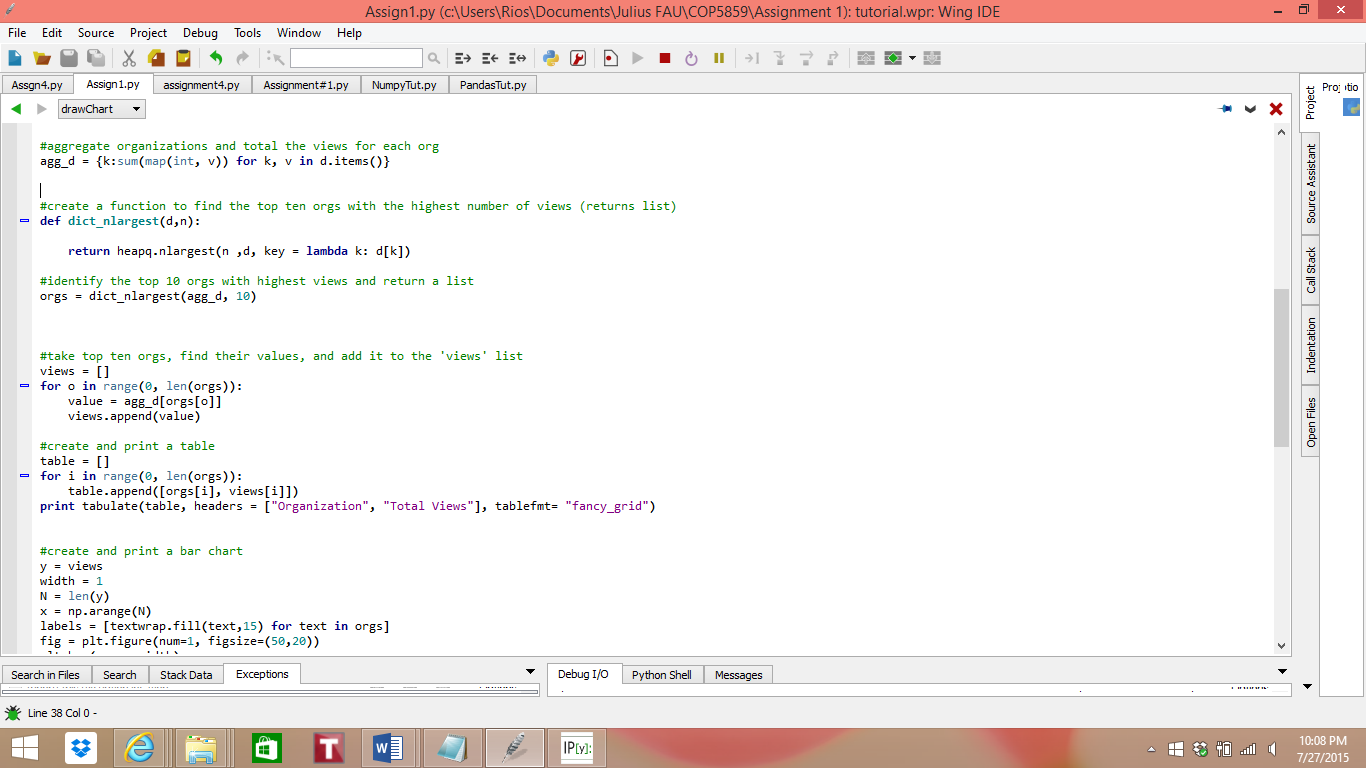 Assign1.py (c:\Users\Rios\Documents\Julius FAU\COP5859\Assignment 1): tutorial.wpr: Wing IDE
File Edit Source Project Debug Tools Window Help
Assgn4.py Assign1.py assignment4.py Assignment#1.py NumpyTut.py PandasTut.py
drawChart
#aggregate organizations and total the views for each org
agg_d = {k:sum(map(int, v)) for k, v in d.items()}
#create a function to find the top ten orgs with the highest number of views (returns list)
def dict_nlargest(d,n):
return heapq.nlargest(n ,d, key = lambda k: d[k])
#identify the top 10 orgs with highest views and return a list
orgs = dict_nlargest(agg_d, 10)
#take top ten orgs, find their values, and add it to the 'views' list
views = []
for o in range(0, len(orgs)):
value = agg_d[orgs[o]]
views.append(value)
#create and print a table
table = []
for i in range(0, len(orgs)):
table.append([orgs[i], views[i]])
print tabulate(table, headers = ["Organization", "Total Views"], tablefmt= "fancy_grid")
#create and print a bar chart
y = views
width = 1
N = len(y)
x = np.arange(N)
labels = [textwrap.fill(text,15) for text in orgs]
fig = plt.figure(num=1, figsize=(50,20))
Project
Source Assistant
Call Stack
Indentation
Open Files
Search in Files Search Stack Data Exceptions
Debug I/O Python Shell Messages
Line 38 Col 0 -
T
W
IP[y]:
10:08 PM
7/27/2015